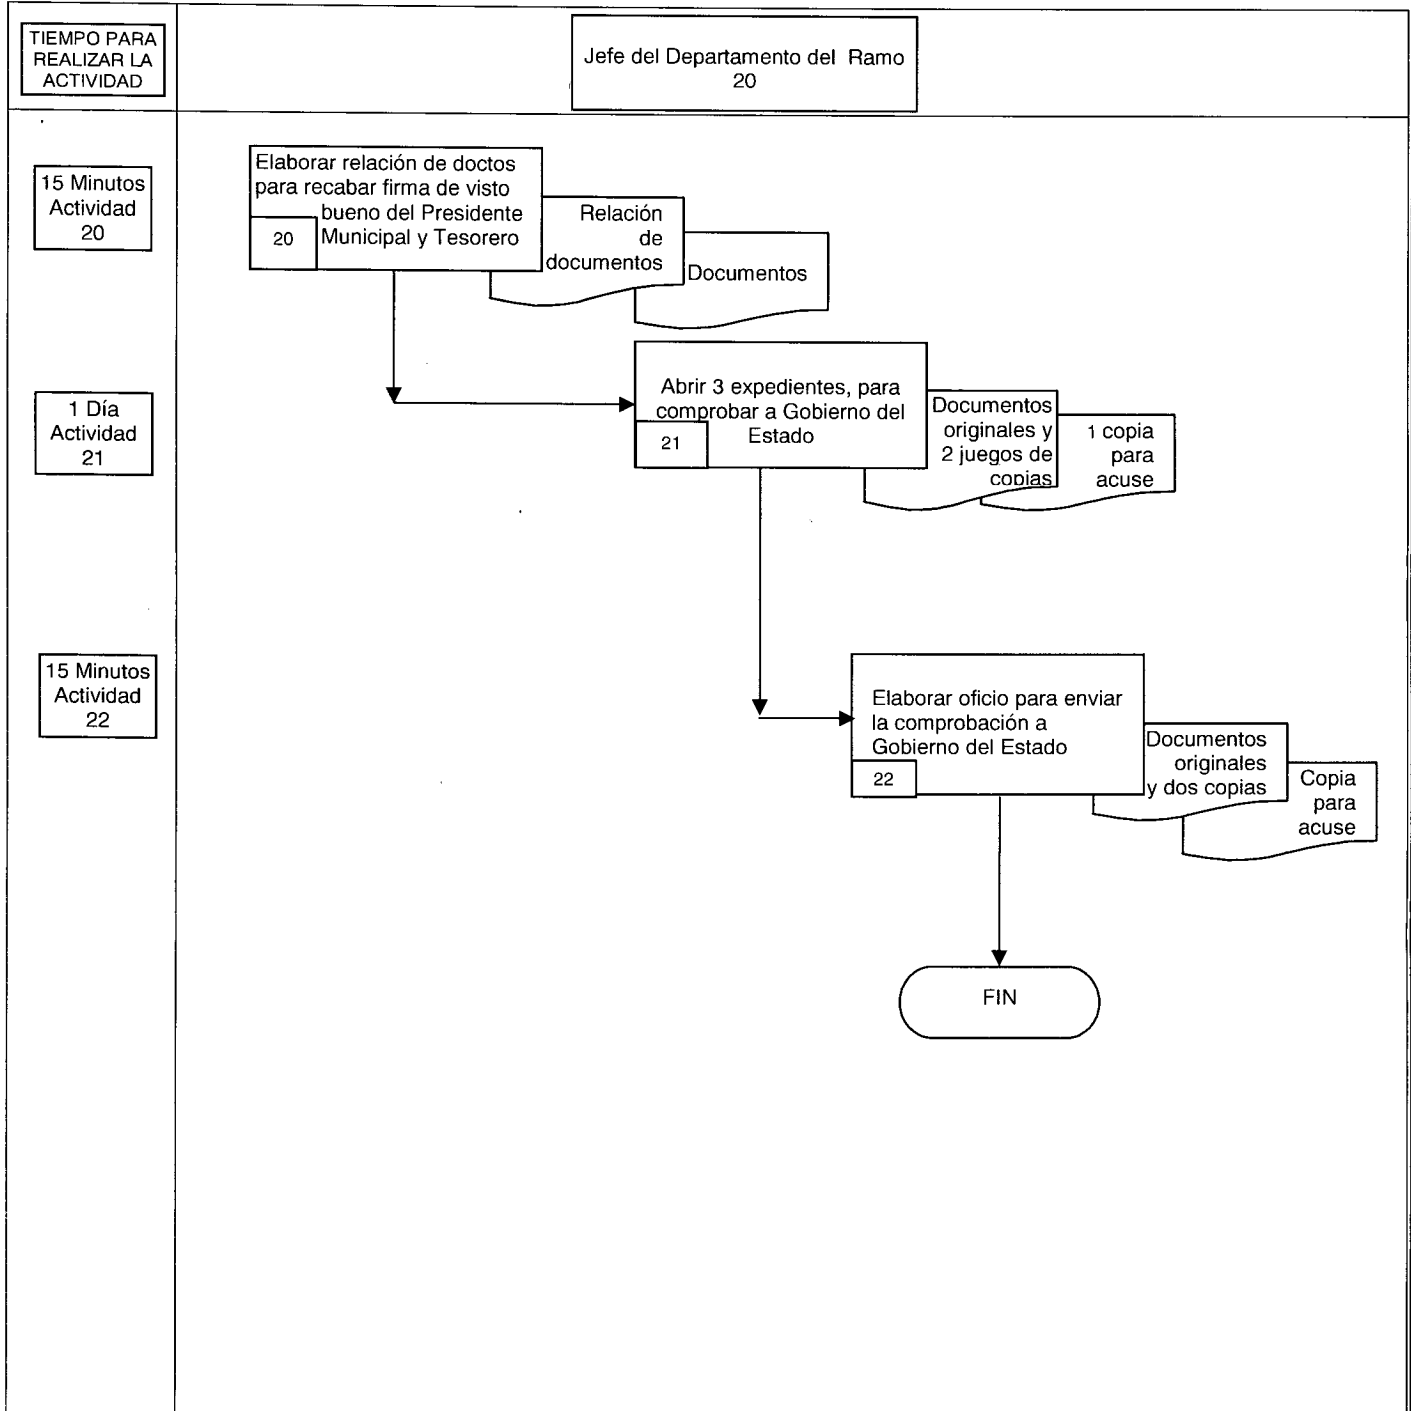 TIEMPO PARA
REALIZAR LA
ACTIVIDAD
Jefe del Departamento del Ramo
20
15 Minutos
Actividad
20
Elaborar relación de doctos
para recabar firma de visto
bueno del Presidente
Municipal y Tesorero
20
Relación
de
documentos
Documentos
1 Día
Actividad
21
Abrir 3 expedientes, para
comprobar a Gobierno del
Estado
21
Documentos
originales y
2 juegos de
copias
1 copia
para
acuse
15 Minutos
Actividad
22
Elaborar oficio para enviar
la comprobación a
Gobierno del Estado
22
Documentos
originales
y dos copias
Copia
para
acuse
FIN